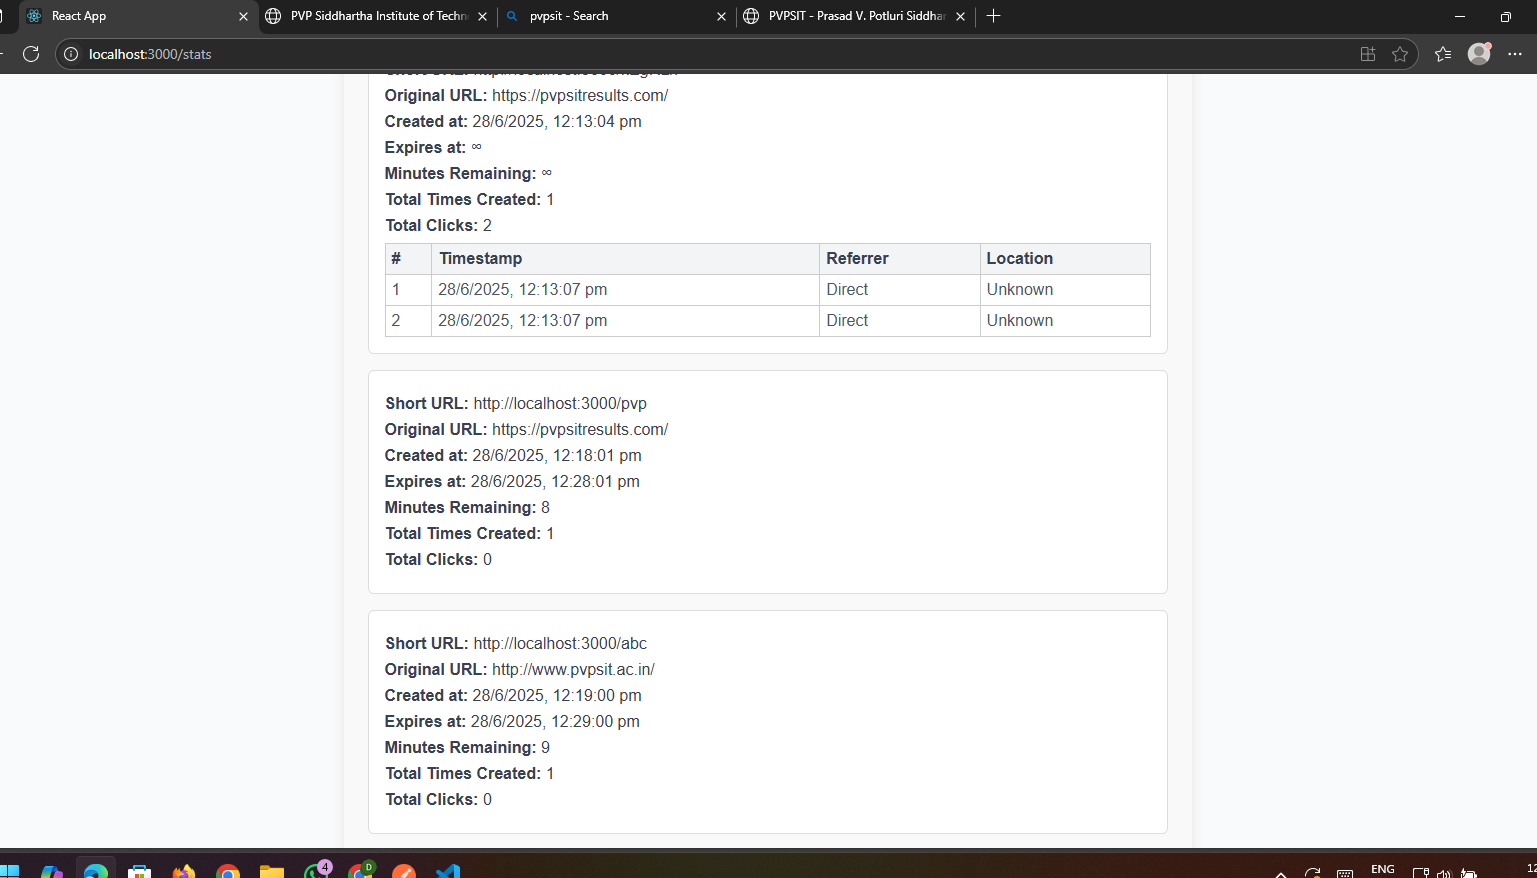 React App
PVP Siddhartha Institute of Techn
pvpsit - Search
PVPSIT - Prasad V. Potluri Siddhar
localhost:3000/stats
Original URL: https://pvpsitresults.com/
Created at: 28/6/2025, 12:13:04 pm
Expires at: ∞
Minutes Remaining: ∞
Total Times Created: 1
Total Clicks: 2
# Timestamp Referrer Location
1 28/6/2025, 12:13:07 pm Direct Unknown
2 28/6/2025, 12:13:07 pm Direct Unknown
Short URL: http://localhost:3000/pvp
Original URL: https://pvpsitresults.com/
Created at: 28/6/2025, 12:18:01 pm
Expires at: 28/6/2025, 12:28:01 pm
Minutes Remaining: 8
Total Times Created: 1
Total Clicks: 0
Short URL: http://localhost:3000/abc
Original URL: http://www.pvpsit.ac.in/
Created at: 28/6/2025, 12:19:00 pm
Expires at: 28/6/2025, 12:29:00 pm
Minutes Remaining: 9
Total Times Created: 1
Total Clicks: 0
4
D
ENG